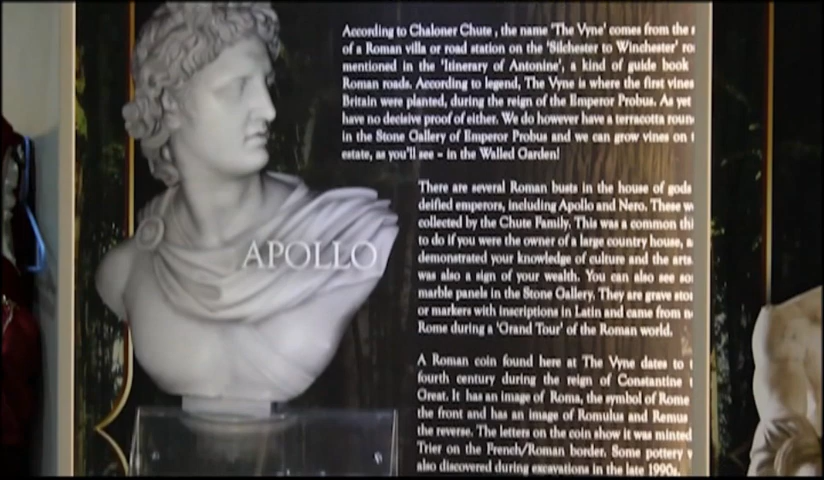 According to Chaloner Chute , the name 'The Vyne' comes from the
of a Roman villa or road station on the 'Silchester to Winchester'
mentioned in the 'Itinerary of Antonine', a kind of guide book
Roman roads. According to legend, The Vyne is where the first vines
Britain were planted, during the reign of the Emperor Probus. As yet
have no decisive proof of either. We do however have a terracotta
in the Stone Gallery of Emperor Probus and we can grow vines on
estate, as you'll see - in the Walled Garden!
There are several Roman busts in the house of gods
deified emperors, including Apollo and Nero. These
collected by the Chute Family. This was a common
to do if you were the owner of a large country house,
demonstrated your knowledge of culture and the arts
was also a sign of your wealth. You can also see
marble panels in the Stone Gallery. They are grave
or markers with inscriptions in Latin and came from
Rome during a 'Grand Tour' of the Roman world.
APOLLO
A Roman coin found here at The Vyne dates to
fourth century during the reign of Constantine
Great. It has an image of Roma, the symbol of Rome
the front and has an image of Romulus and Remus
the reverse. The letters on the coin show it was minted
Trier on the French/Roman border. Some pottery
also discovered during excavations in the late 1990s.